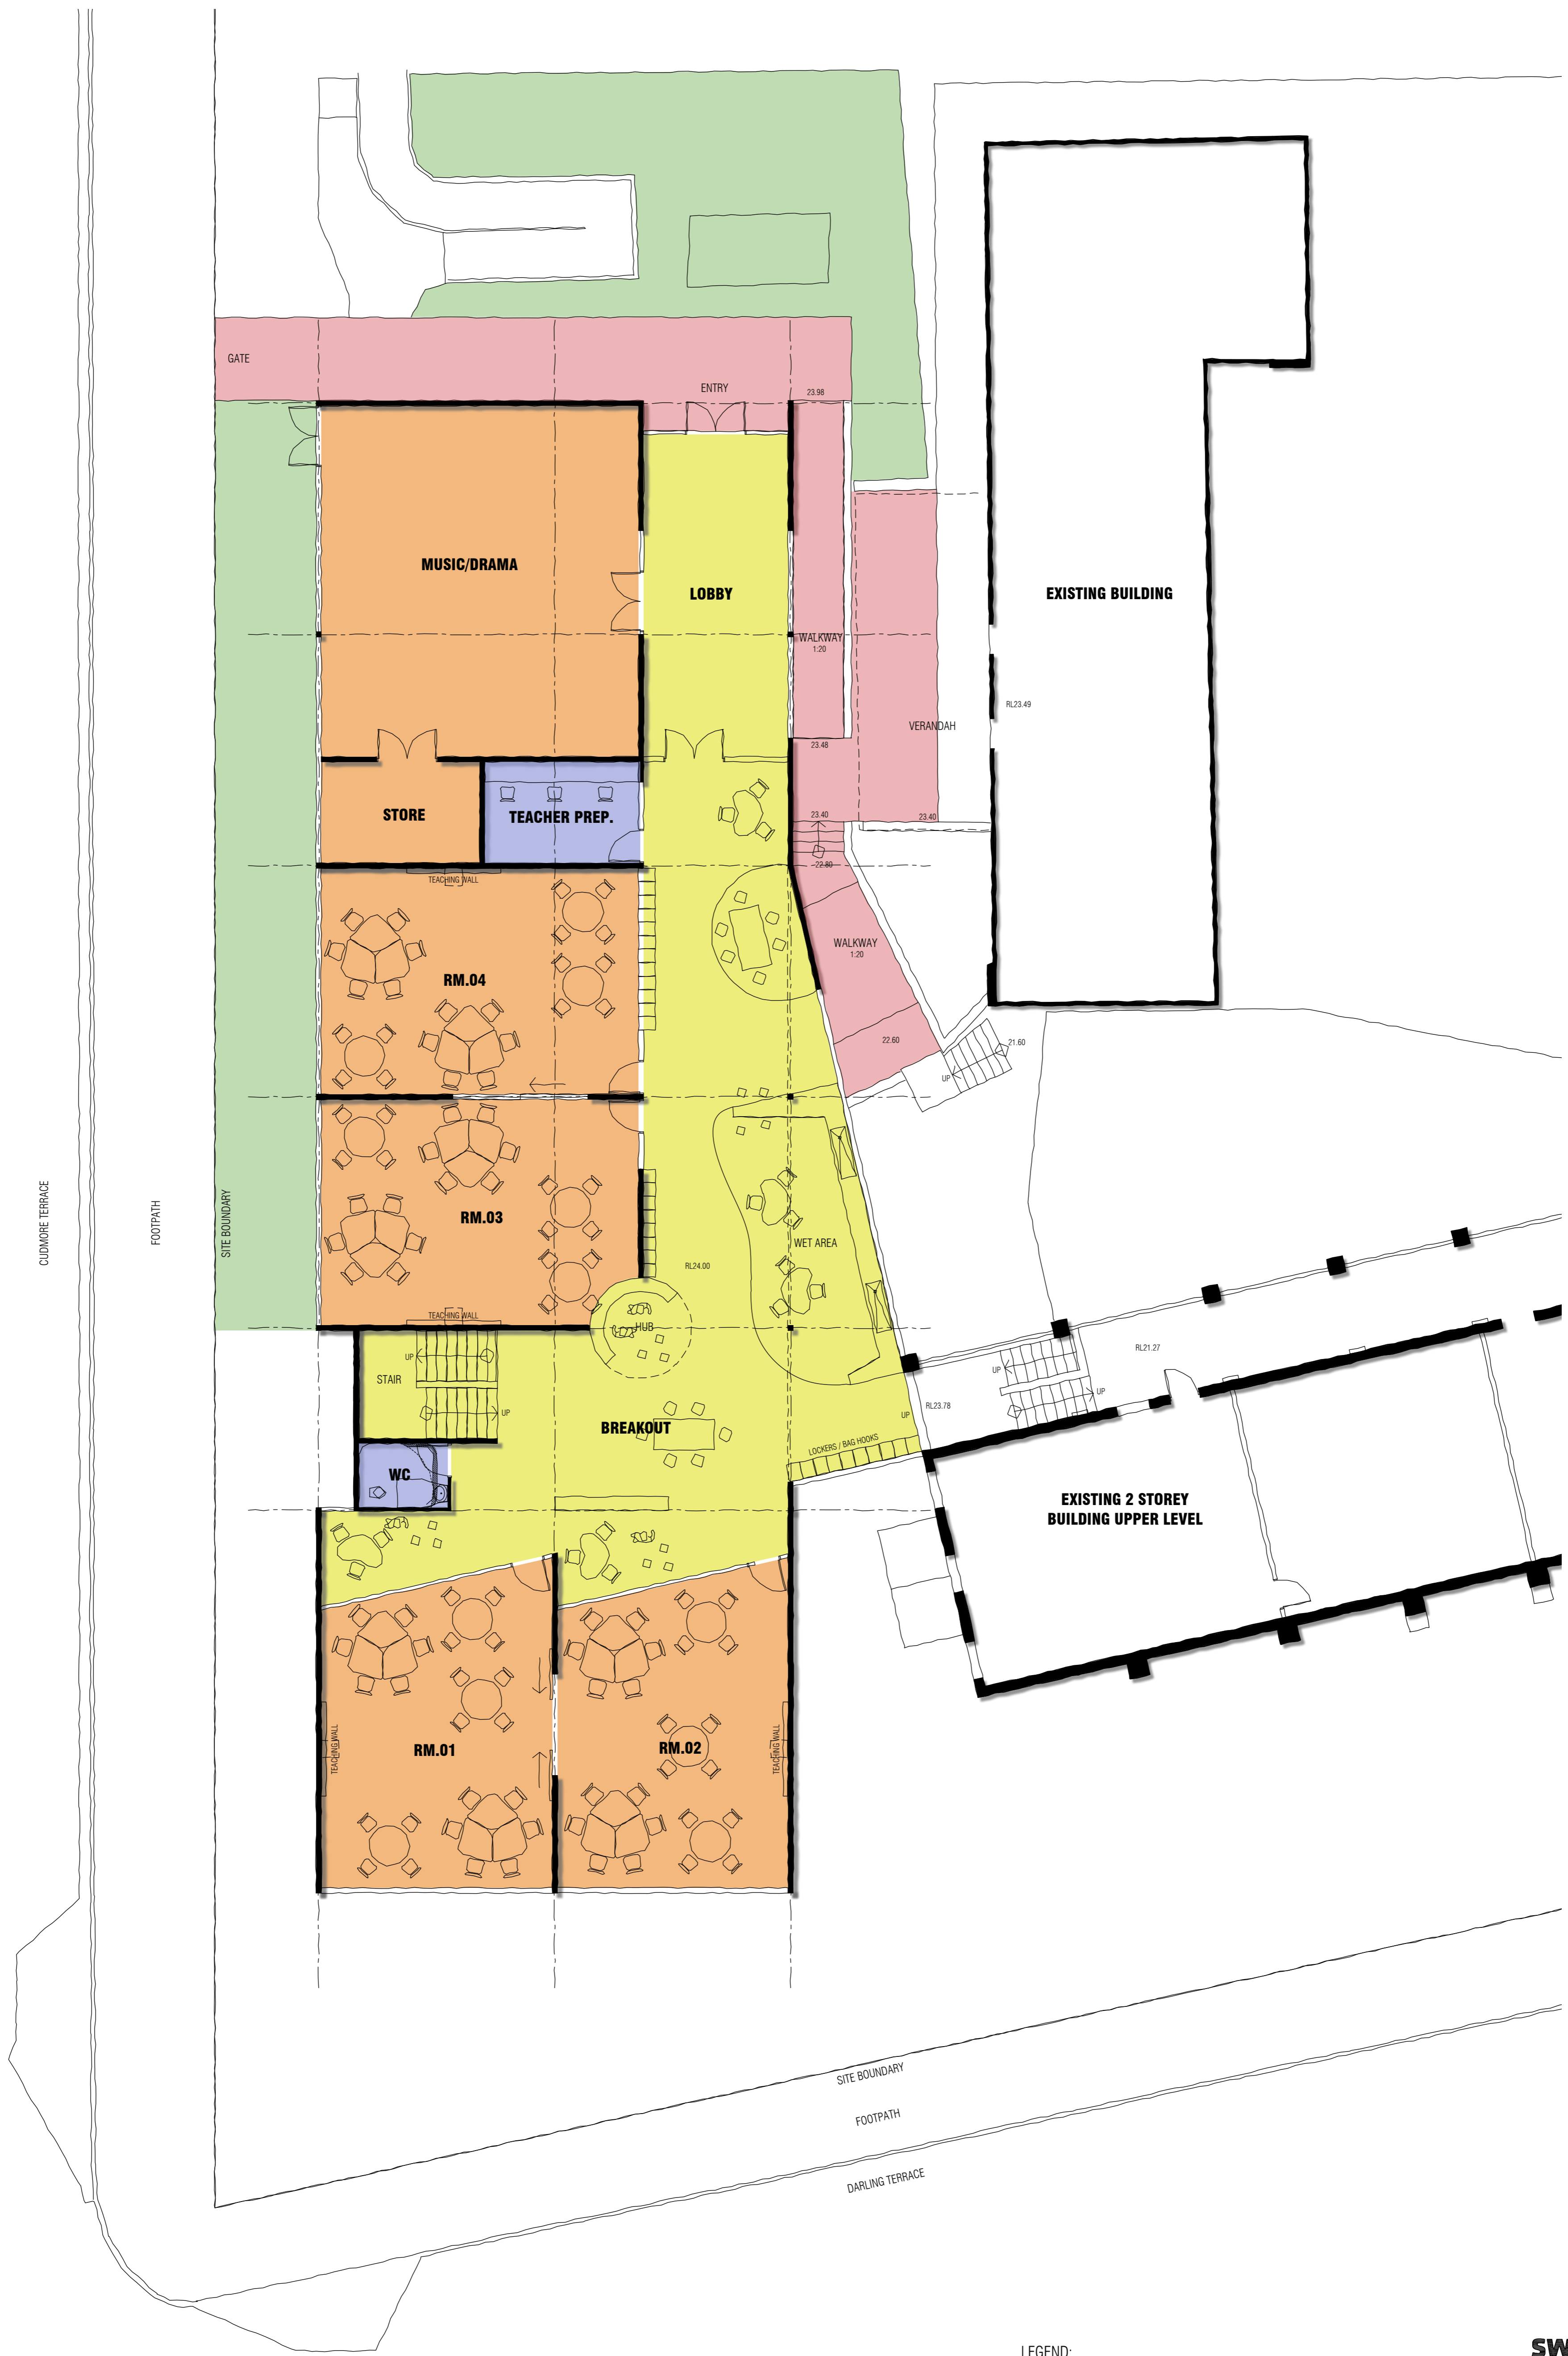 GATE
ENTRY
23.98
MUSIC/DRAMA
LOBBY
EXISTING BUILDING
WALKWAY
1:20
RL23.49
VERANDAH
23.48
STORE
TEACHER PREP.
23.40
23.40
22.80
TEACHING WALL
WALKWAY
1:20
RM.04
22.60
21.60
UP
CUDMORE TERRACE
FOOTPATH
SITE BOUNDARY
RM.03
WET AREA
RL24.00
TEACHING WALL
HUB
UP
STAIR
UP
RL21.27
UP
UP
RL23.78
UP
BREAKOUT
LOCKERS / BAG HOOKS
WC
EXISTING 2 STOREY
BUILDING UPPER LEVEL
TEACHING WALL
RM.01
RM.02
TEACHING WALL
SITE BOUNDARY
FOOTPATH
DARLING TERRACE
LEGEND:
SW